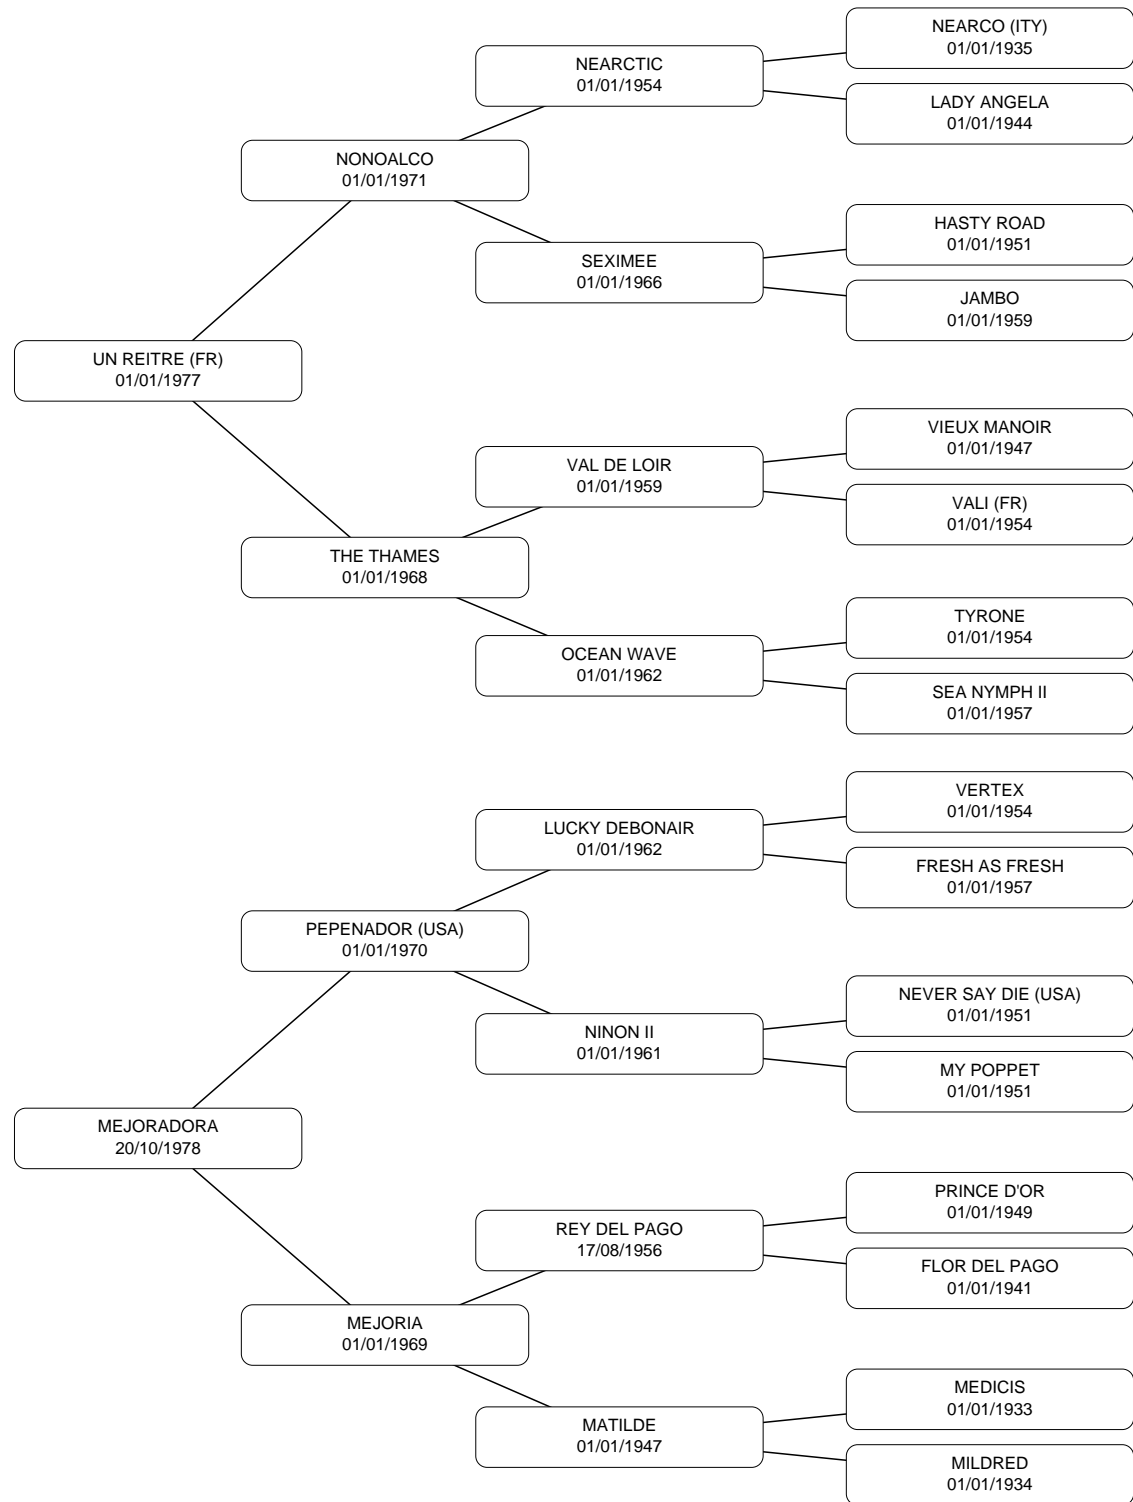 NEARCO (ITY)
01/01/1935
NEARCTIC
01/01/1954
LADY ANGELA
01/01/1944
NONOALCO
01/01/1971
HASTY ROAD
01/01/1951
SEXIMEE
01/01/1966
JAMBO
01/01/1959
UN REITRE (FR)
01/01/1977
VIEUX MANOIR
01/01/1947
VAL DE LOIR
01/01/1959
VALI (FR)
01/01/1954
THE THAMES
01/01/1968
TYRONE
01/01/1954
OCEAN WAVE
01/01/1962
SEA NYMPH II
01/01/1957
VERTEX
01/01/1954
LUCKY DEBONAIR
01/01/1962
FRESH AS FRESH
01/01/1957
PEPENADOR (USA)
01/01/1970
NEVER SAY DIE (USA)
01/01/1951
NINON II
01/01/1961
MY POPPET
01/01/1951
MEJORADORA
20/10/1978
PRINCE D'OR
01/01/1949
REY DEL PAGO
17/08/1956
FLOR DEL PAGO
01/01/1941
MEJORIA
01/01/1969
MEDICIS
01/01/1933
MATILDE
01/01/1947
MILDRED
01/01/1934